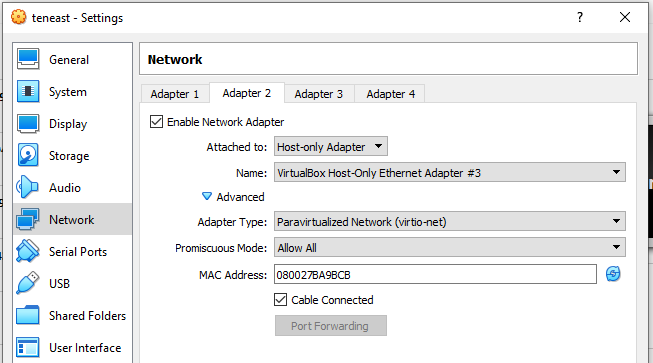 teneast - Settings
?
General
System
Display
Storage
Audio
Network
Serial Ports
USB
Shared Folders
User Interface
Network
Adapter 1 Adapter 2 Adapter 3 Adapter 4
Enable Network Adapter
Attached to: Host-only Adapter
Name: VirtualBox Host-Only Ethernet Adapter #3
Advanced
Adapter Type: Paravirtualized Network (virtio-net)
Promiscuous Mode: Allow All
MAC Address: 080027BA9BCB
Cable Connected
Port Forwarding